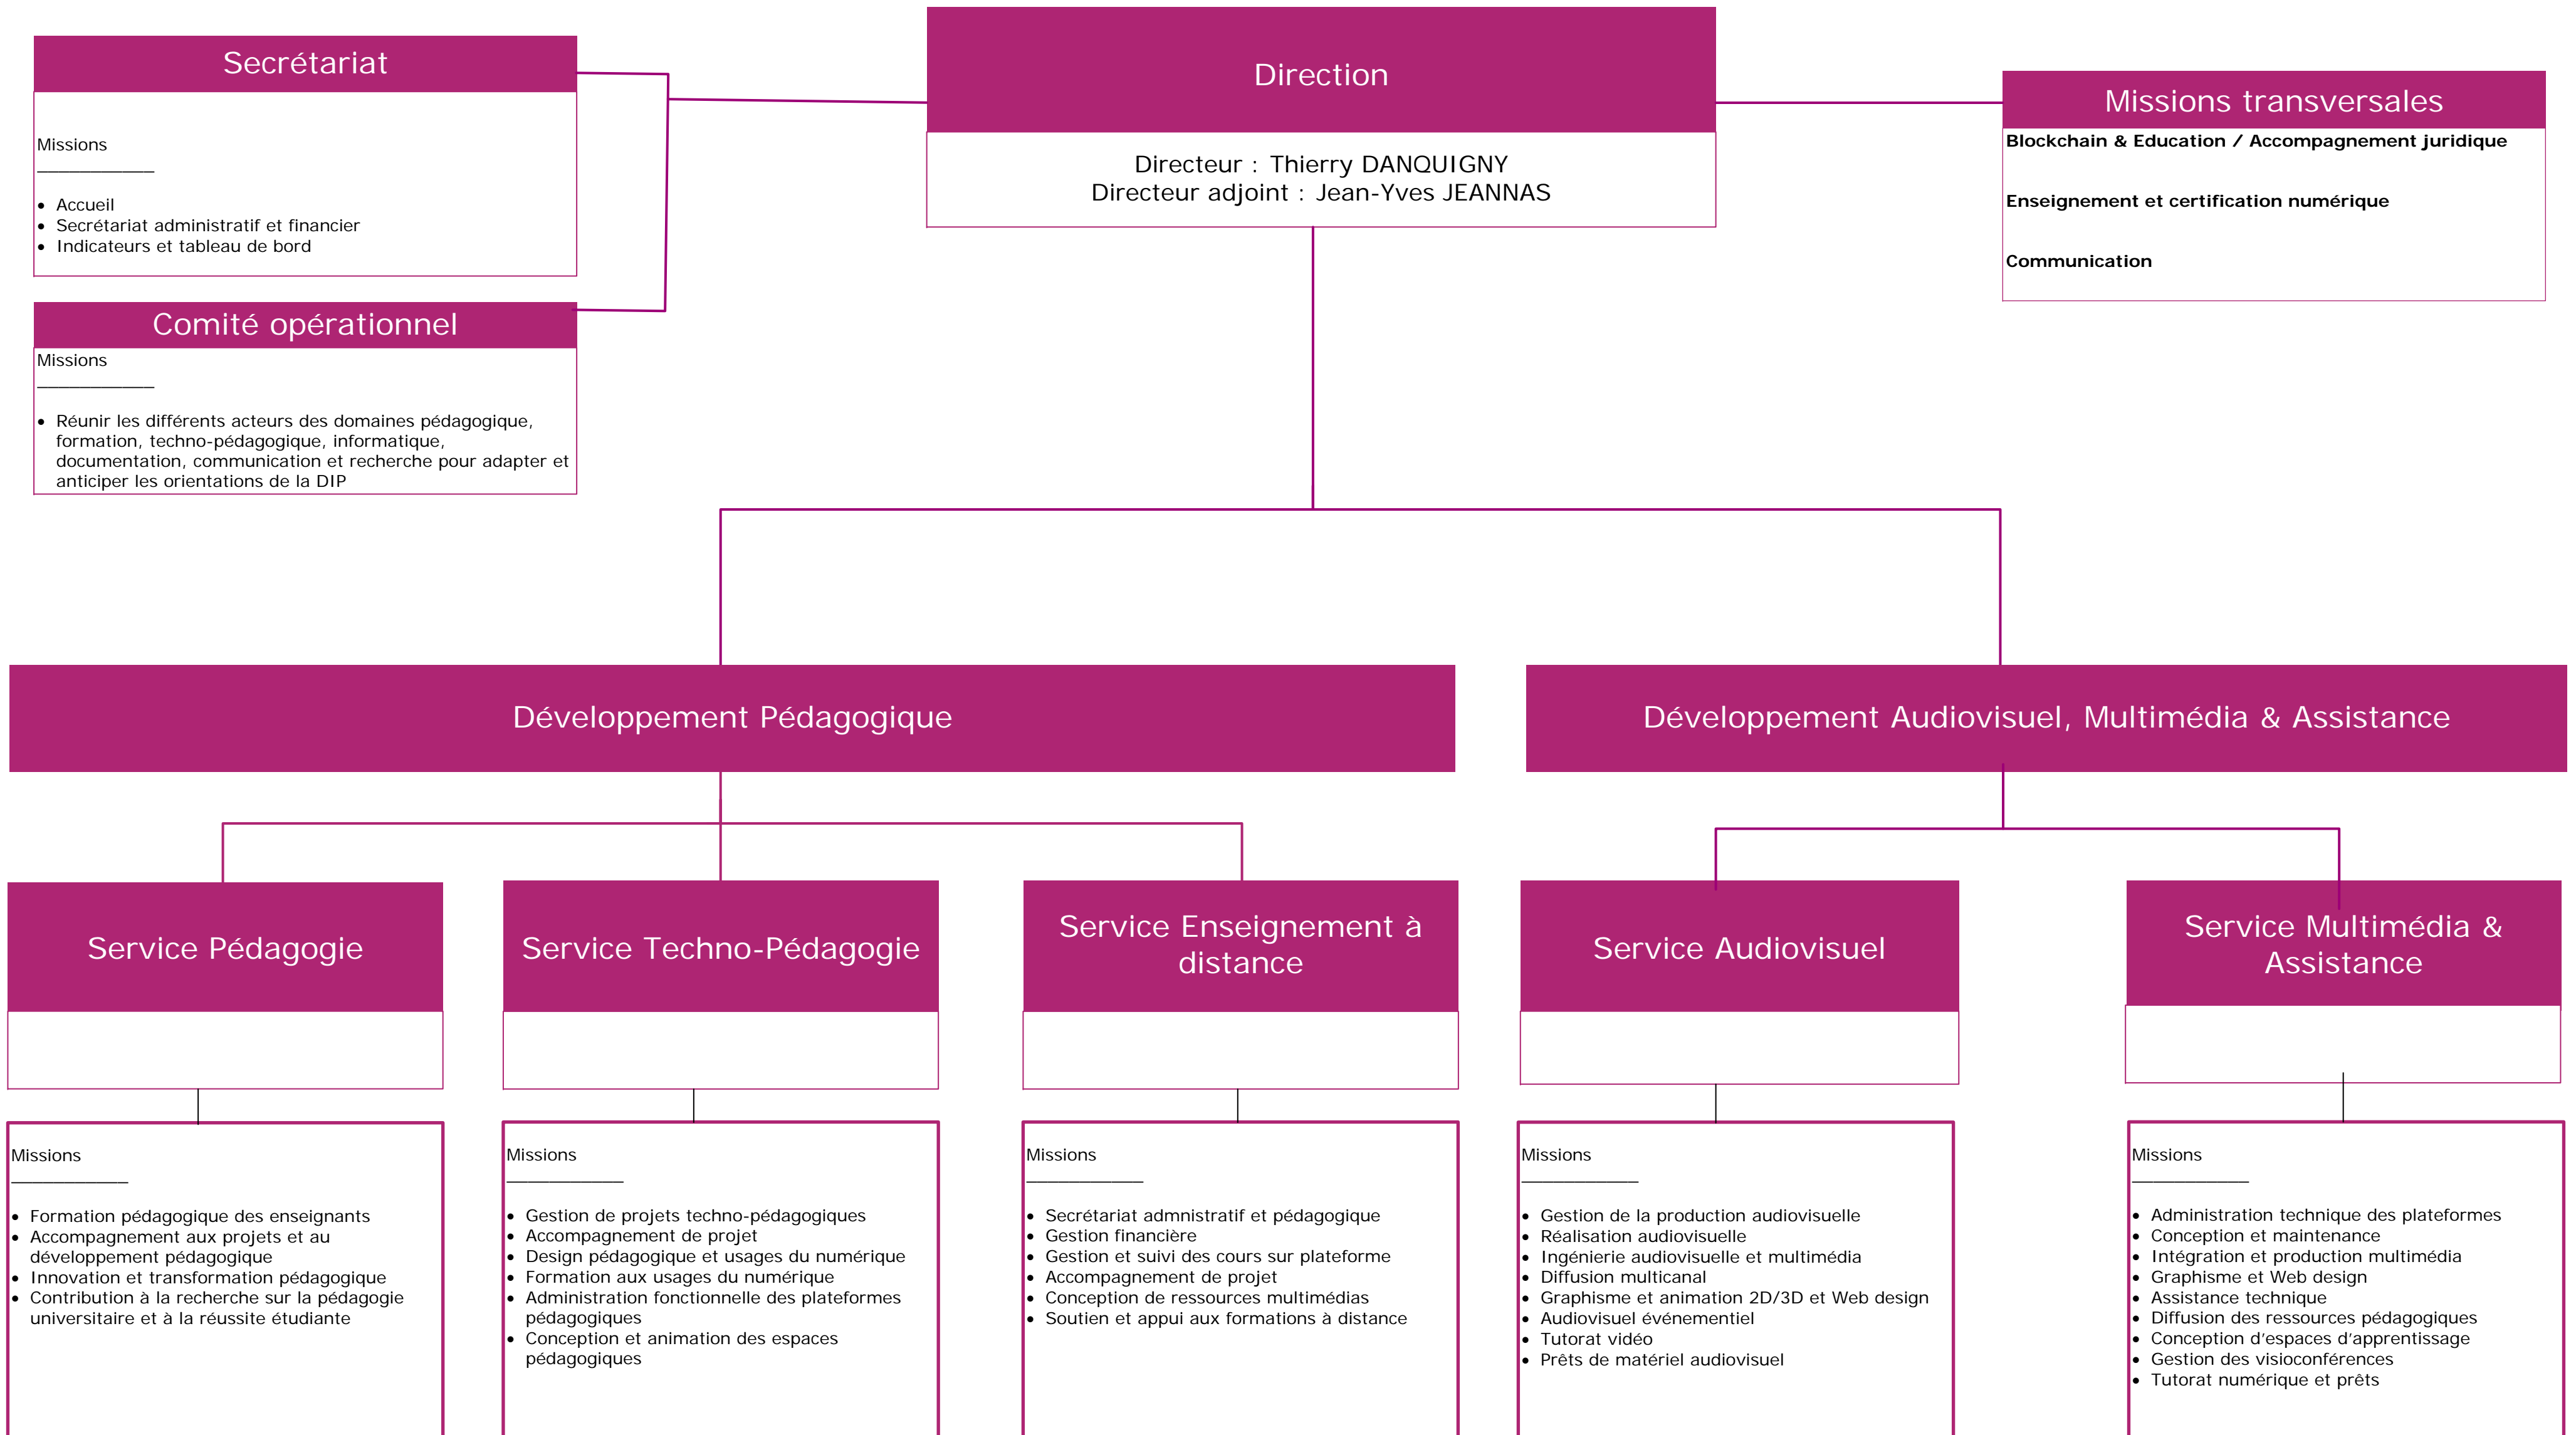 Secrétariat
Missions
• Accueil
• Secrétariat administratif et financier
• Indicateurs et tableau de bord
Comité opérationnel
Missions
• Réunir les différents acteurs des domaines pédagogique,
formation, techno-pédagogique, informatique,
documentation, communication et recherche pour adapter et
anticiper les orientations de la DIP
Direction
Directeur : Thierry DANQUIGNY
Directeur adjoint : Jean-Yves JEANNAS
Missions transversales
Blockchain & Education / Accompagnement juridique
Enseignement et certification numérique
Communication
Développement Pédagogique
Développement Audiovisuel, Multimédia & Assistance
Service Pédagogie
Missions
• Formation pédagogique des enseignants
• Accompagnement aux projets et au
développement pédagogique
• Innovation et transformation pédagogique
• Contribution à la recherche sur la pédagogie
universitaire et à la réussite étudiante
Service Techno-Pédagogie
Missions
• Gestion de projets techno-pédagogiques
• Accompagnement de projet
• Design pédagogique et usages du numérique
• Formation aux usages du numérique
• Administration fonctionnelle des plateformes
pédagogiques
• Conception et animation des espaces
pédagogiques
Service Enseignement à
distance
Missions
• Secrétariat admnistratif et pédagogique
• Gestion financière
• Gestion et suivi des cours sur plateforme
• Accompagnement de projet
• Conception de ressources multimédias
• Soutien et appui aux formations à distance
Service Audiovisuel
Missions
• Gestion de la production audiovisuelle
• Réalisation audiovisuelle
• Ingénierie audiovisuelle et multimédia
• Diffusion multicanal
• Graphisme et animation 2D/3D et Web design
• Audiovisuel événementiel
• Tutorat vidéo
• Prêts de matériel audiovisuel
Service Multimédia &
Assistance
Missions
• Administration technique des plateformes
• Conception et maintenance
• Intégration et production multimédia
• Graphisme et Web design
• Assistance technique
• Diffusion des ressources pédagogiques
• Conception d’espaces d’apprentissage
• Gestion des visioconférences
• Tutorat numérique et prêts